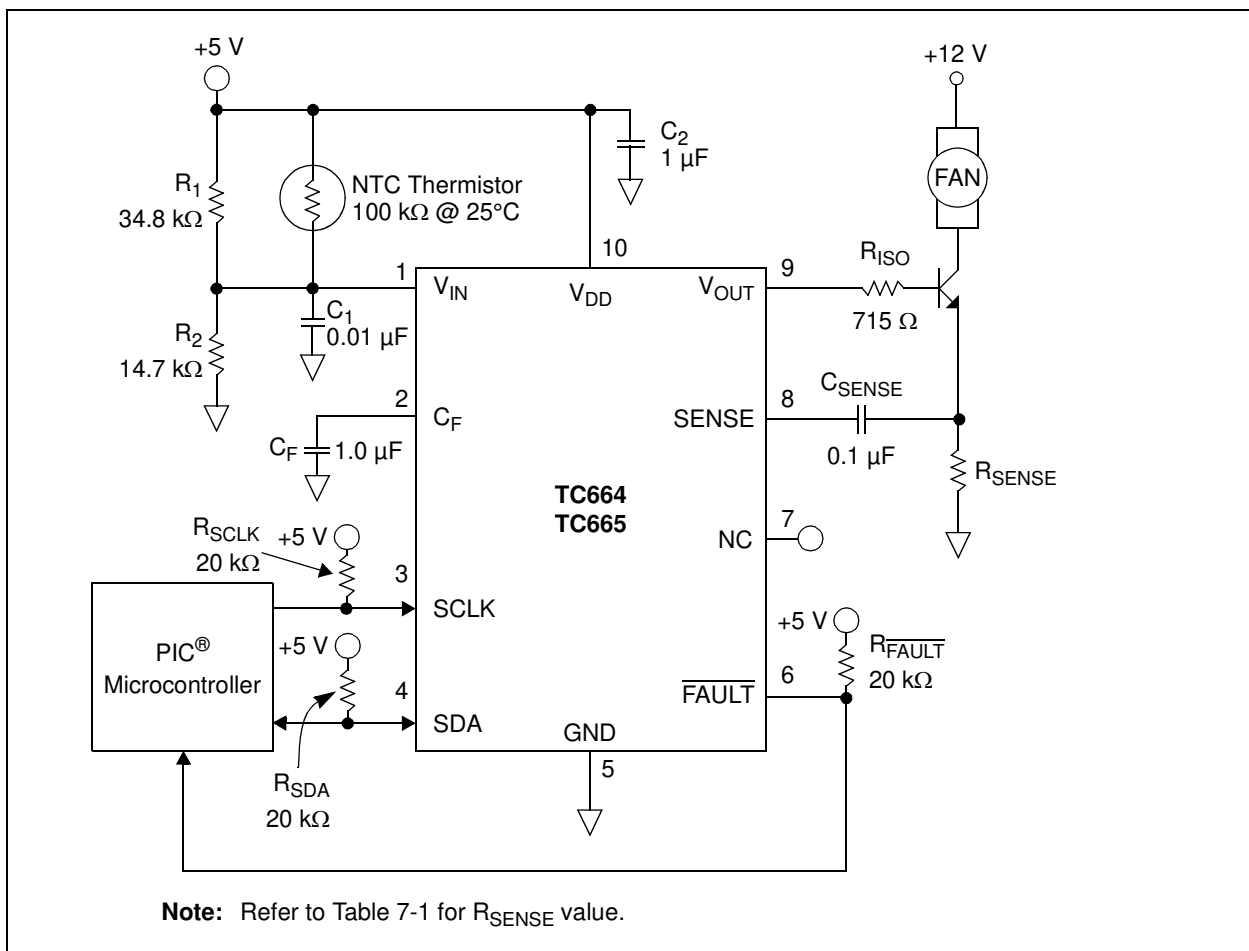 +5 V
+12 V
C2
1 µF
FAN
R1
34.8 kΩ
NTC Thermistor
100 kΩ @ 25°C
10
RISO
715 Ω
1
9
VIN
VDD
VOUT
C1
0.01 µF
R2
14.7 kΩ
2
CF
CF
1.0 µF
CSENSE
0.1 µF
8
SENSE
RSENSE
TC664
TC665
7
NC
RSCLK
20 kΩ
+5 V
3
SCLK
PIC®
Microcontroller
+5 V
4
SDA
RSDA
20 kΩ
+5 V
RFAULT
20 kΩ
6
FAULT
GND
5
Note: Refer to Table 7-1 for RSENSE value.